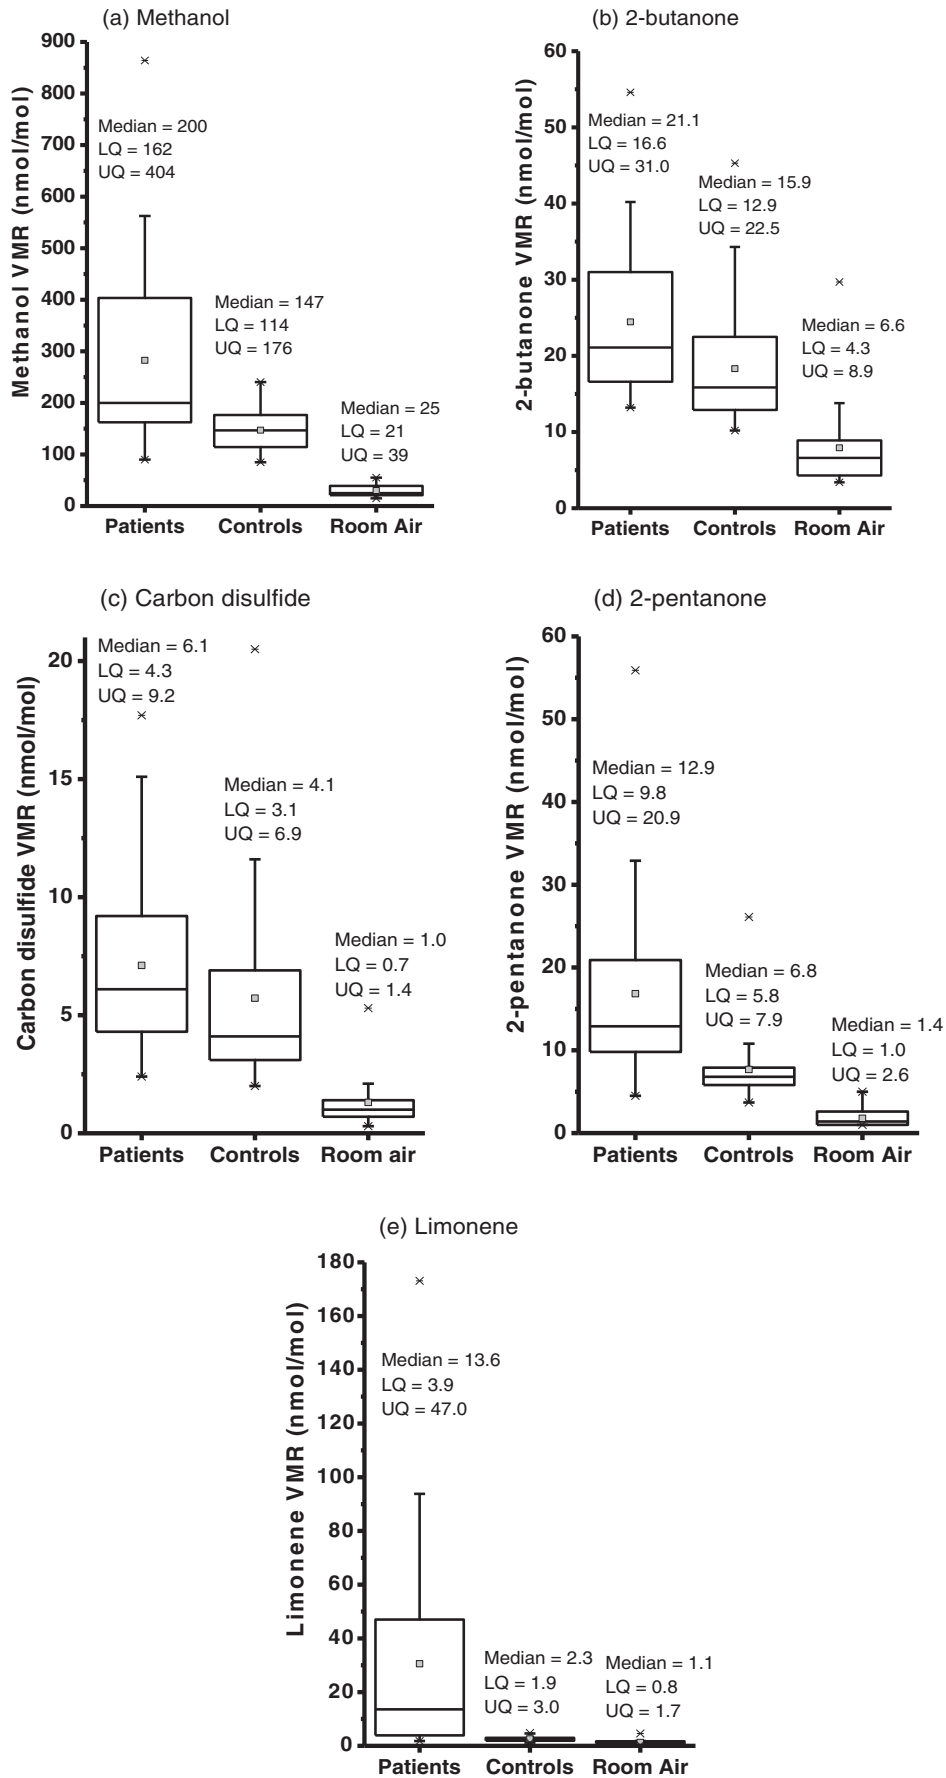 (a) Methanol
900
800
700
600
500
400
300
200
100
0
Methanol VMR (nmol/mol)
Median = 200
LQ = 162
UQ = 404
Median = 147
LQ = 114
UQ = 176
Median = 25
LQ = 21
UQ = 39
Patients Controls Room Air
(b) 2-butanone
60
50
40
30
20
10
0
2-butanone VMR (nmol/mol)
Median = 21.1
LQ = 16.6
UQ = 31.0
Median = 15.9
LQ = 12.9
UQ = 22.5
Median = 6.6
LQ = 4.3
UQ = 8.9
Patients Controls Room Air
(c) Carbon disulfide
20
15
10
5
0
Carbon disulfide VMR (nmol/mol)
Median = 6.1
LQ = 4.3
UQ = 9.2
Median = 4.1
LQ = 3.1
UQ = 6.9
Median = 1.0
LQ = 0.7
UQ = 1.4
Patients Controls Room air
(d) 2-pentanone
60
50
40
30
20
10
0
2-pentanone VMR (nmol/mol)
Median = 12.9
LQ = 9.8
UQ = 20.9
Median = 6.8
LQ = 5.8
UQ = 7.9
Median = 1.4
LQ = 1.0
UQ = 2.6
Patients Controls Room Air
(e) Limonene
180
160
140
120
100
80
60
40
20
0
Limonene VMR (nmol/mol)
Median = 13.6
LQ = 3.9
UQ = 47.0
Median = 2.3
LQ = 1.9
UQ = 3.0
Median = 1.1
LQ = 0.8
UQ = 1.7
Patients Controls Room Air